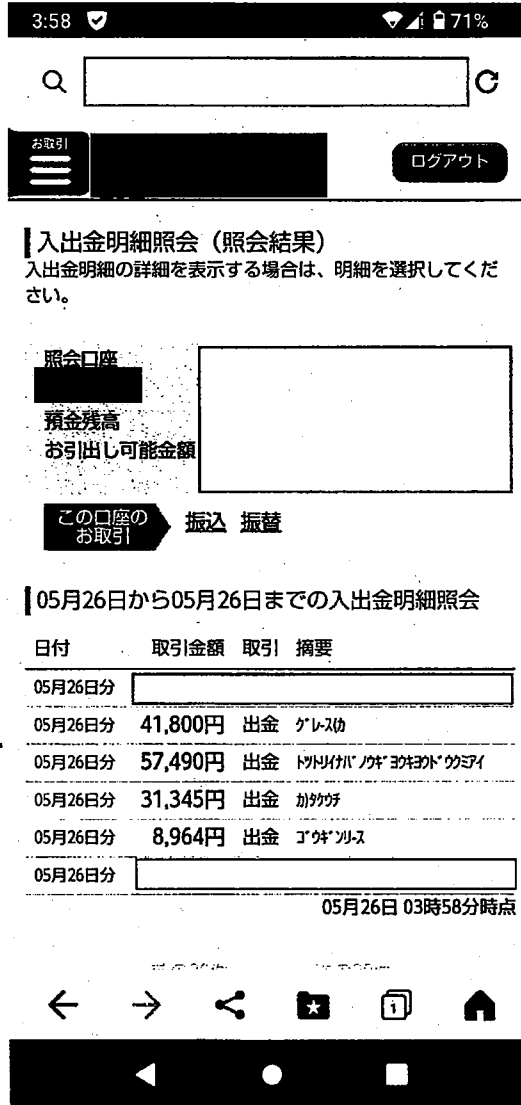 3:58 71%
お取引
ログアウト
入出金明細照会（照会結果）
入出金明細の詳細を表示する場合は、明細を選択してくだ
さい。
照会口座
預金残高
お引出し可能金額
この口座の
お取引
振込 振替
05月26日から05月26日までの入出金明細照会
日付 取引金額 取引 摘要
05月26日分
05月26日分 41,800円 出金 ｸﾞﾚｰｽ(ｶ
05月26日分 57,490円 出金 ﾄﾂﾄﾘｲﾅﾊﾞﾉｳｷﾞﾖｳｷﾖｳﾄﾞｳｸﾐｱｲ
05月26日分 31,345円 出金 ｶ)ﾀｹｳﾁ
05月26日分 8,964円 出金 ｺﾞｳｷﾞﾝﾘｰｽ
05月26日分
05月26日 03時58分時点
1